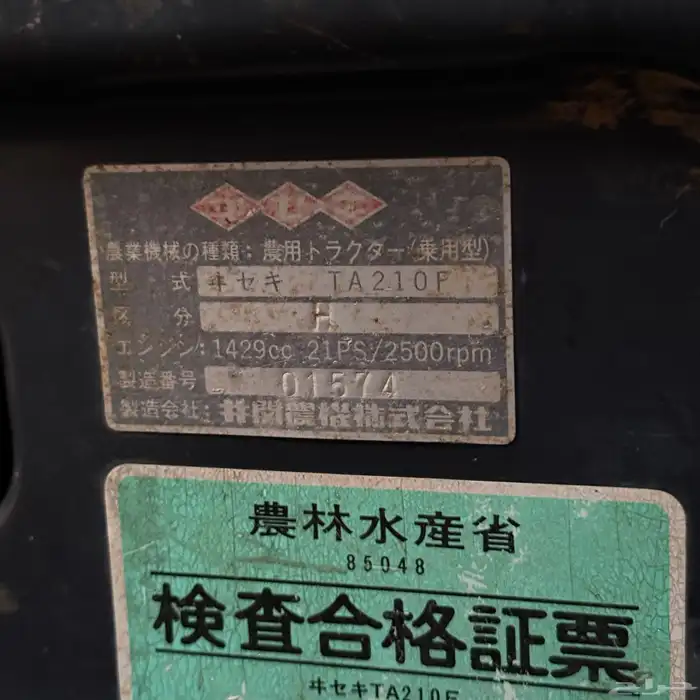 農業機械の種類:農用トラクター(乗用型)
型式 ヰセキ TA210F
区分 H
エンジン:1429cc 21PS/2500rpm
製造番号 01574
製造会社:井関農機株式会社
農林水産省
85048
検査合格証票
ヰセキTA210F